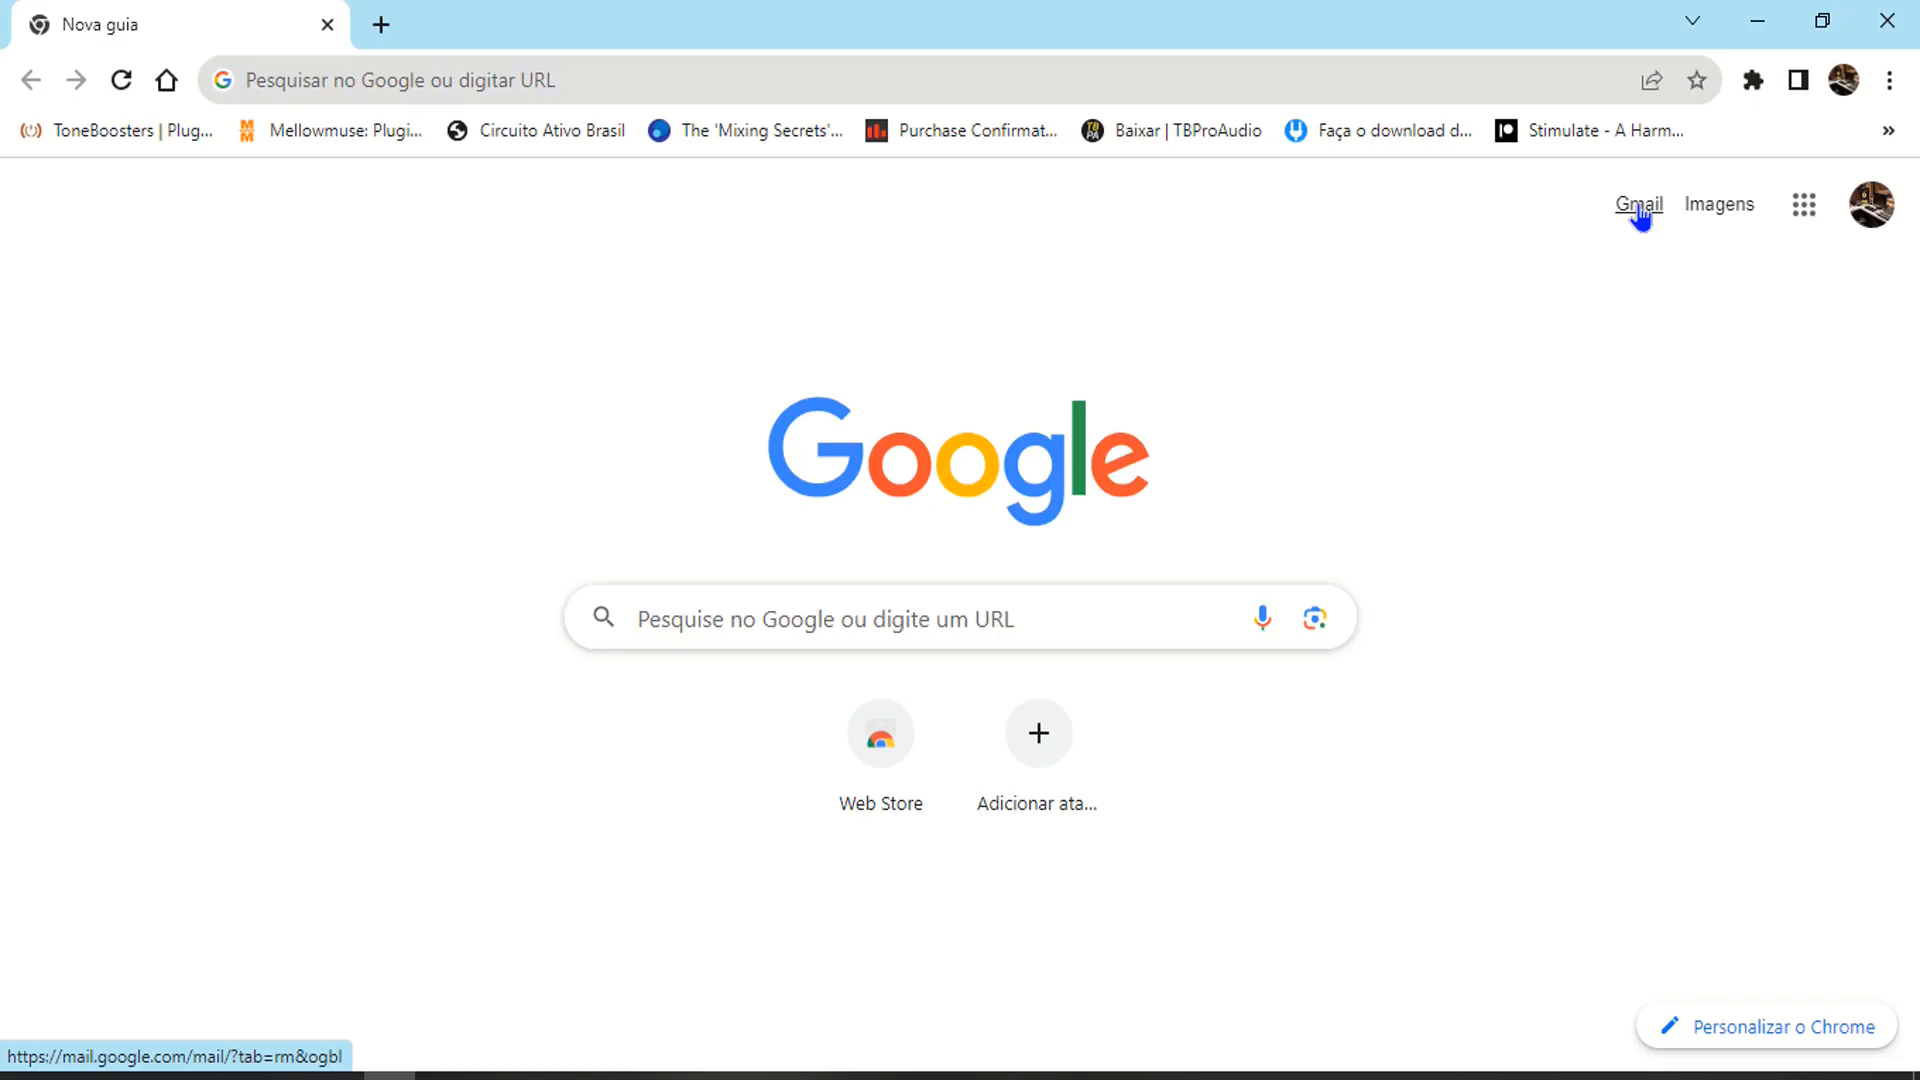 Nova guia
Pesquisar no Google ou digitar URL
ToneBoosters | Plug... Mellowmuse: Plugi... Circuito Ativo Brasil The 'Mixing Secrets'... Purchase Confirmat... Baixar | TBProAudio Faça o download d... Stimulate - A Harm... »
Gmail Imagens
Google
Pesquise no Google ou digite um URL
Web Store Adicionar ata...
Personalizar o Chrome
https://mail.google.com/mail/?tab=rm&ogbl